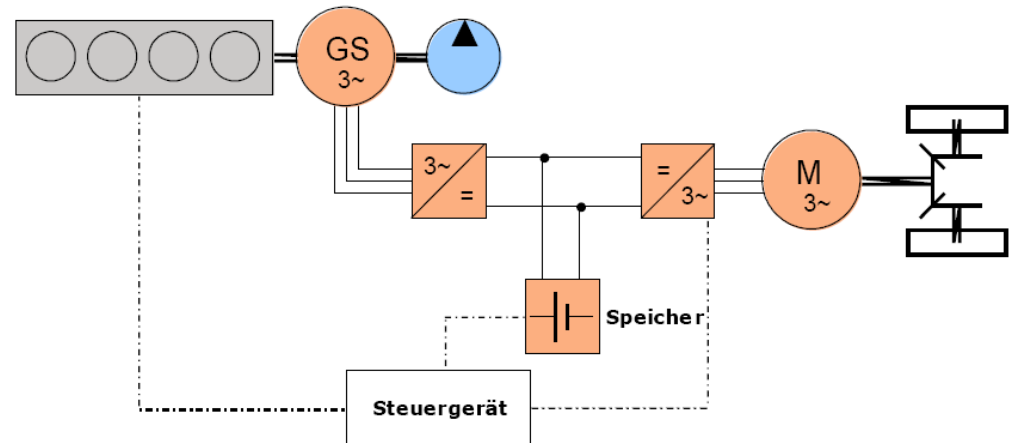 GS
3~
3~
=
=
3~
M
3~
Speicher
Steuergerät